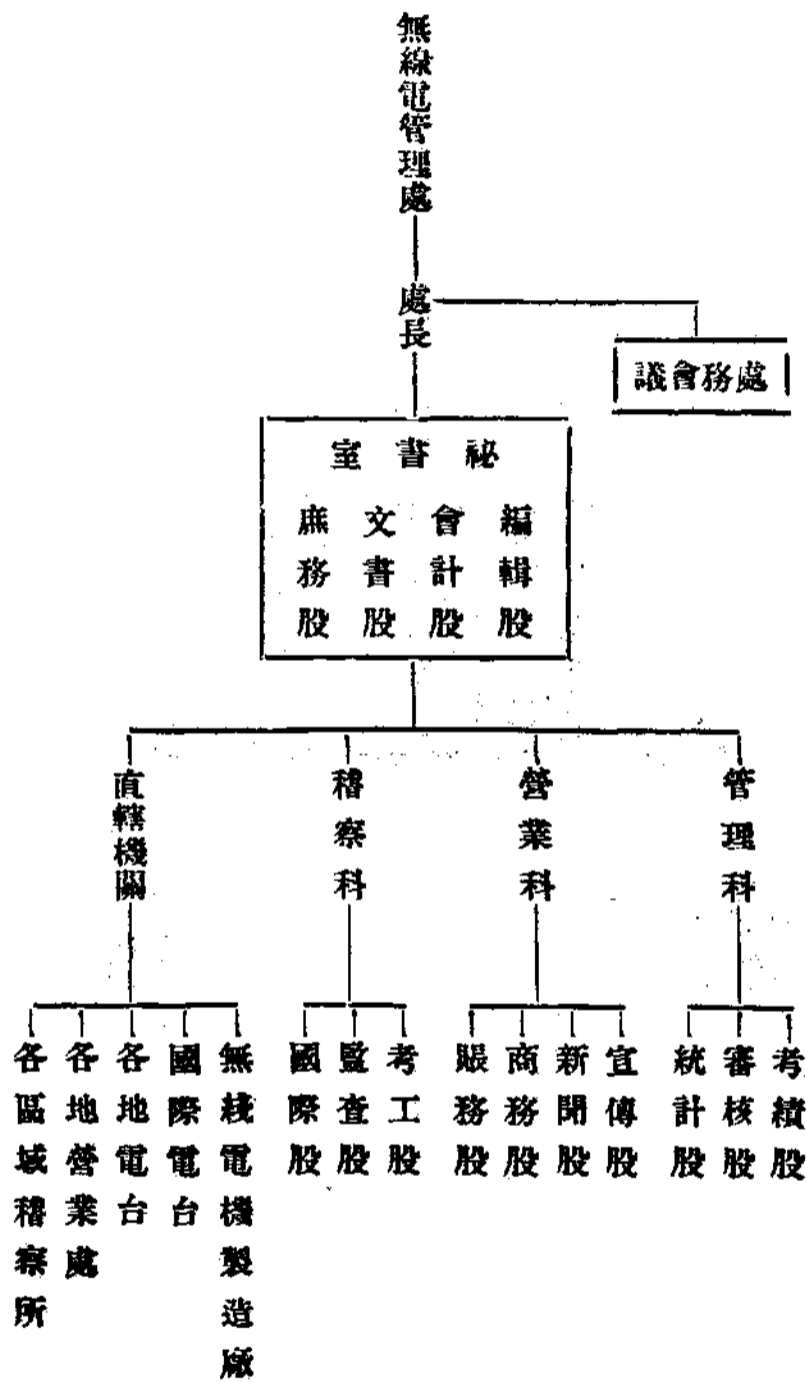 無線電管理處
處長
處務會議
祕書室
編輯股
會計股
文書股
庶務股
管理科
考績股
審核股
統計股
營業科
宣傳股
新聞股
商務股
賬務股
稽察科
考工股
監查股
國際股
直轄機關
無綫電機製造廠
國際電台
各地電台
各地營業處
各區域稽察所